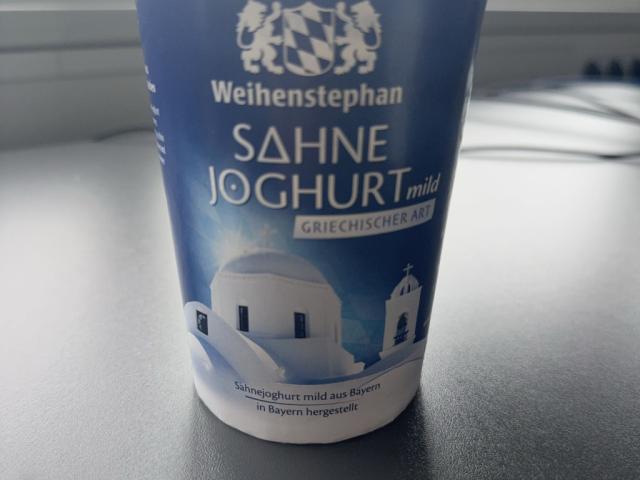 Weihenstephan
SAHNE
JOGHURT mild
GRIECHISCHER ART
Sahnejoghurt mild aus Bayern
in Bayern hergestellt